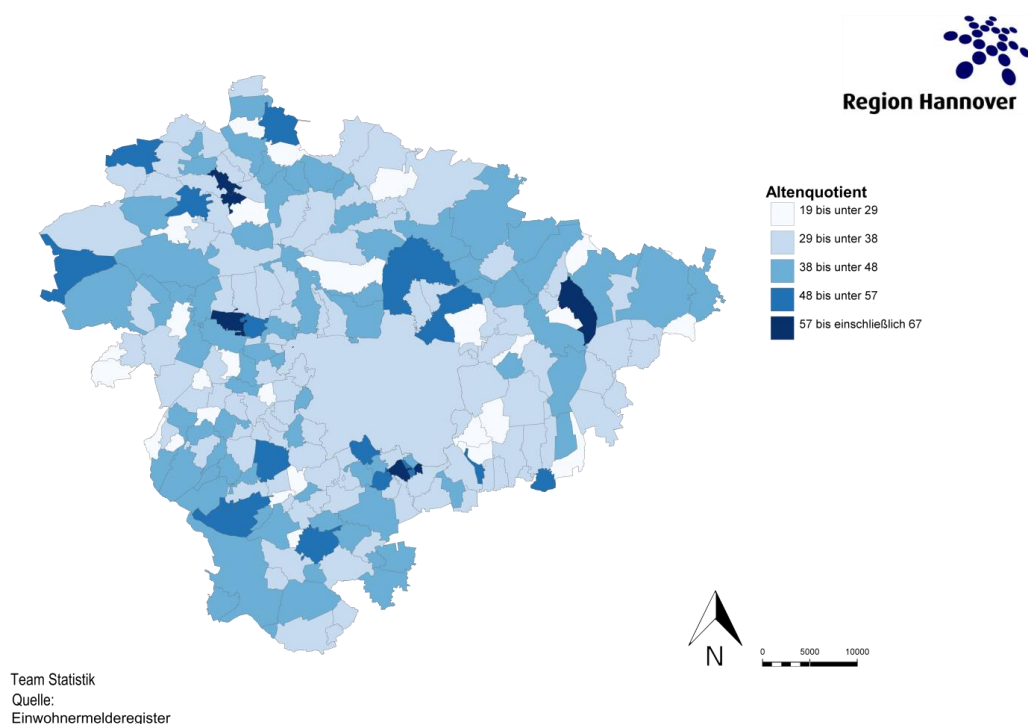 Region Hannover
Altenquotient
19 bis unter 29
29 bis unter 38
38 bis unter 48
48 bis unter 57
57 bis einschließlich 67
N
0 5000 10000
Team Statistik
Quelle:
Einwohnermelderegister